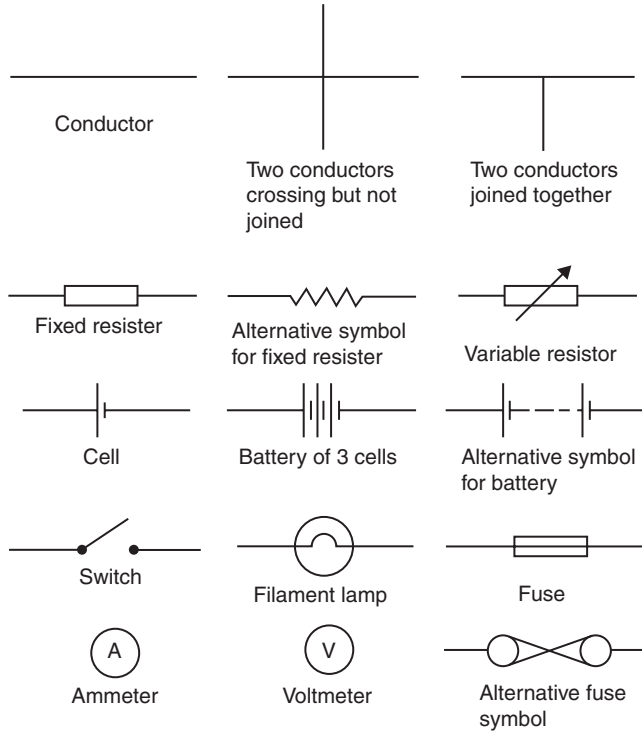 Conductor
Two conductors
crossing but not
joined
Two conductors
joined together
Fixed resister
Alternative symbol
for fixed resister
Variable resistor
Cell
Battery of 3 cells
Alternative symbol
for battery
Switch
Filament lamp
Fuse
A
Ammeter
V
Voltmeter
Alternative fuse
symbol